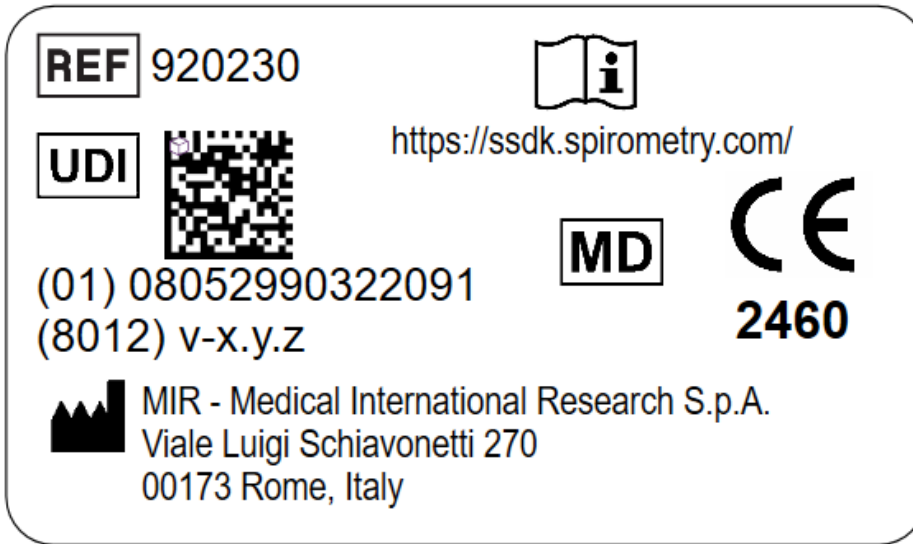 REF 920230
i
https://ssdk.spirometry.com/
UDI
MD
CE
2460
(01) 08052990322091
(8012) v-x.y.z
MIR - Medical International Research S.p.A.
Viale Luigi Schiavonetti 270
00173 Rome, Italy